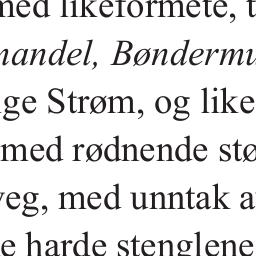 med likeformete, t
mandel, Bøndermu
ge Strøm, og like
med rødnende stø
veg, med unntak a
e harde stenglene